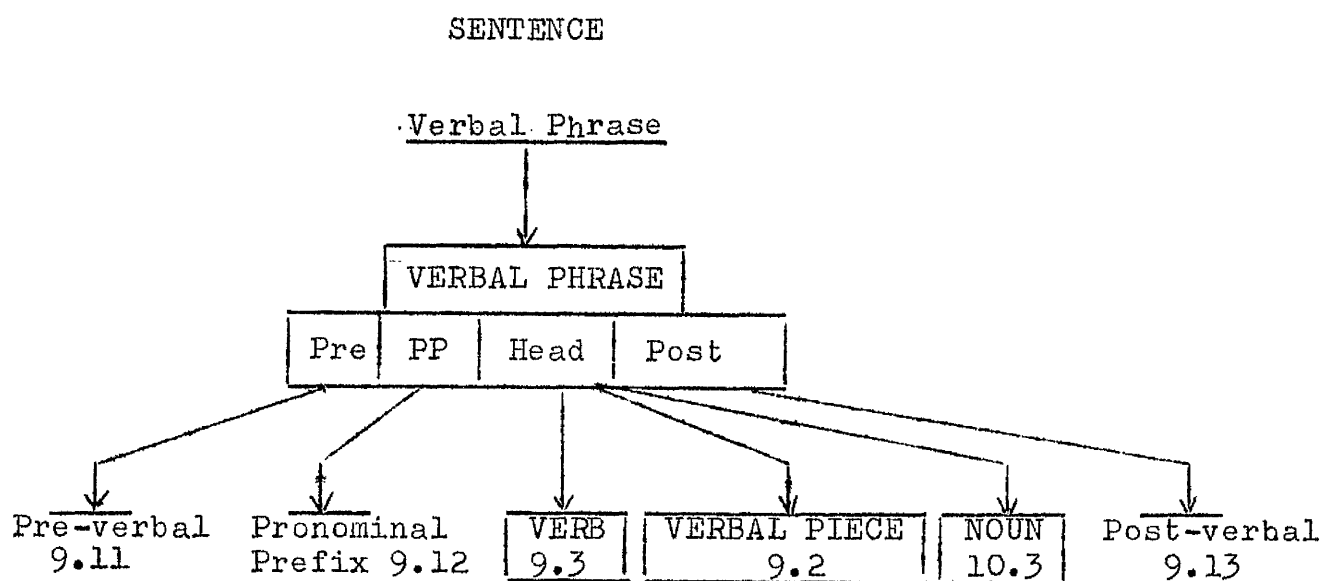 SENTENCE
Verbal Phrase
VERBAL PHRASE
Pre PP Head Post
Pre-verbal Pronominal VERB VERBAL PIECE NOUN Post-verbal
9.11 Prefix 9.12 9.3 9.2 10.3 9.13